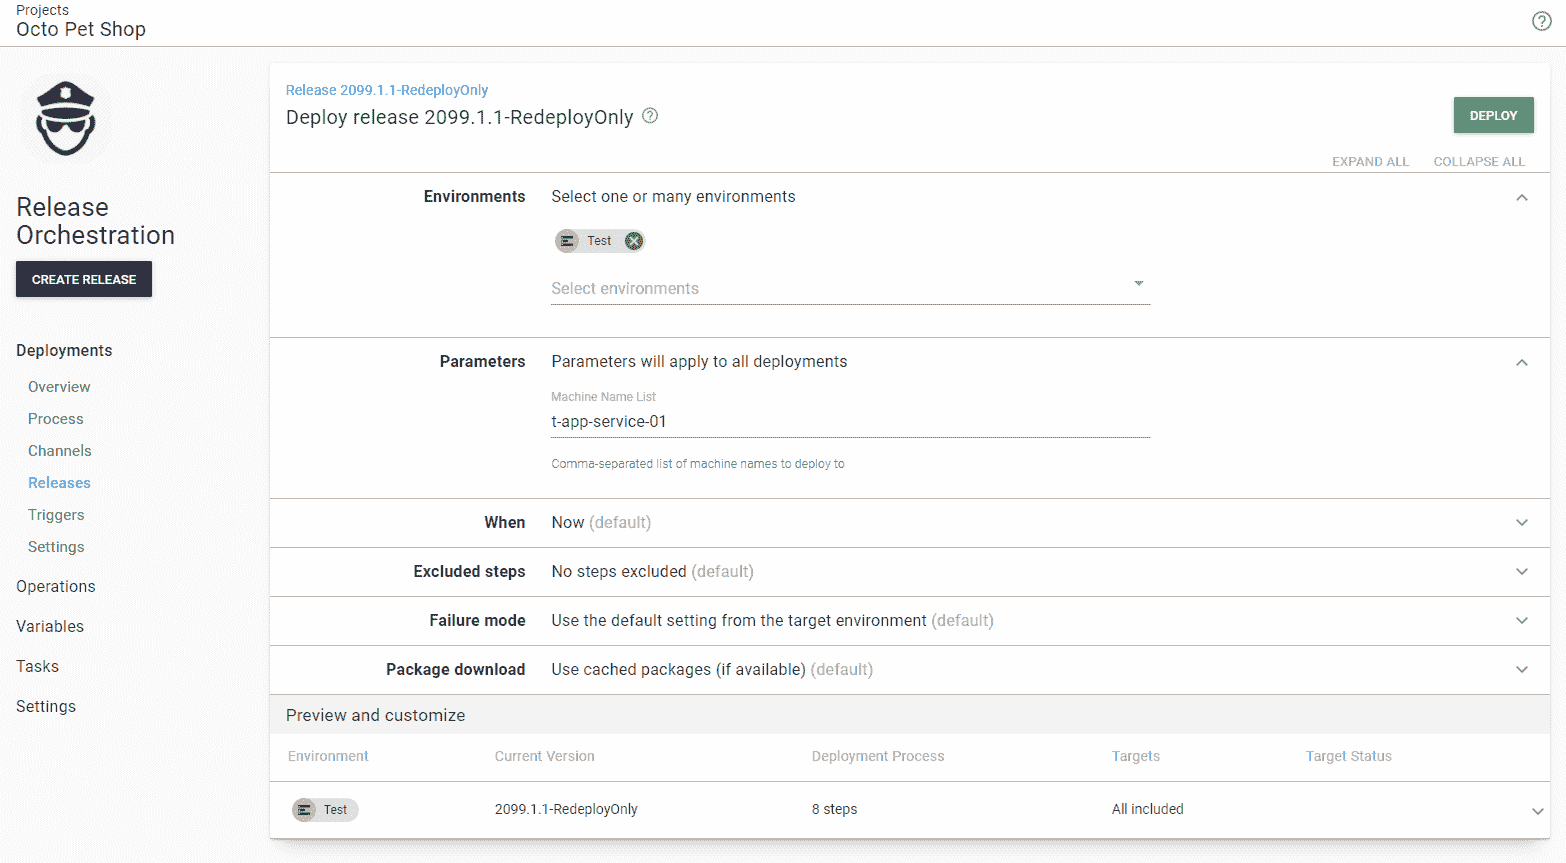 Projects
Octo Pet Shop
Release
Orchestration
CREATE RELEASE
Deployments
Overview
Process
Channels
Releases
Triggers
Settings
Operations
Variables
Tasks
Settings
Release 2099.1.1-RedeployOnly
Deploy release 2099.1.1-RedeployOnly
DEPLOY
EXPAND ALL COLLAPSE ALL
Environments Select one or many environments
Test
Select environments
Parameters Parameters will apply to all deployments
Machine Name List
t-app-service-01
Comma-separated list of machine names to deploy to
When Now (default)
Excluded steps No steps excluded (default)
Failure mode Use the default setting from the target environment (default)
Package download Use cached packages (if available) (default)
Preview and customize
Environment Current Version Deployment Process Targets Target Status
Test 2099.1.1-RedeployOnly 8 steps All included